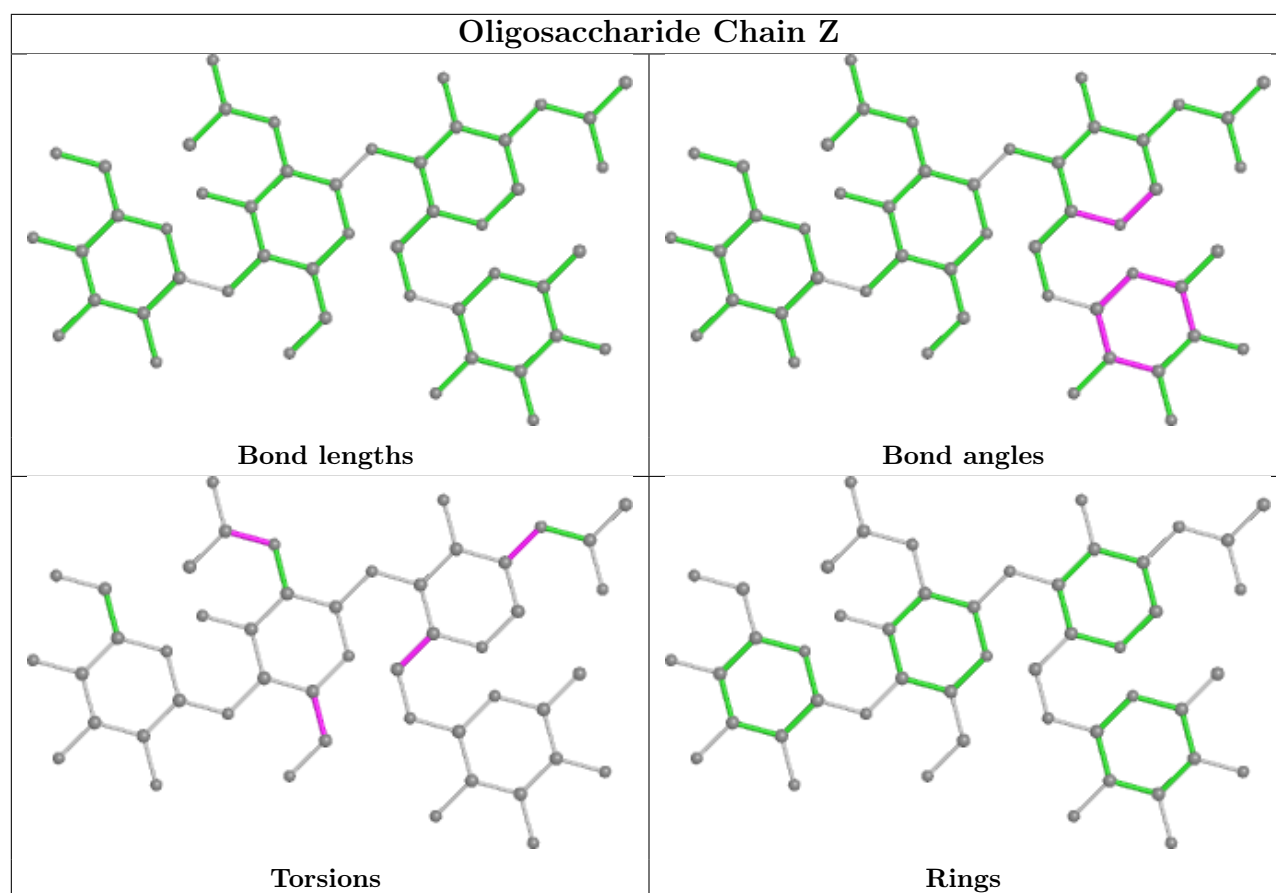 Oligosaccharide Chain Z
Bond lengths
Bond angles
Torsions
Rings